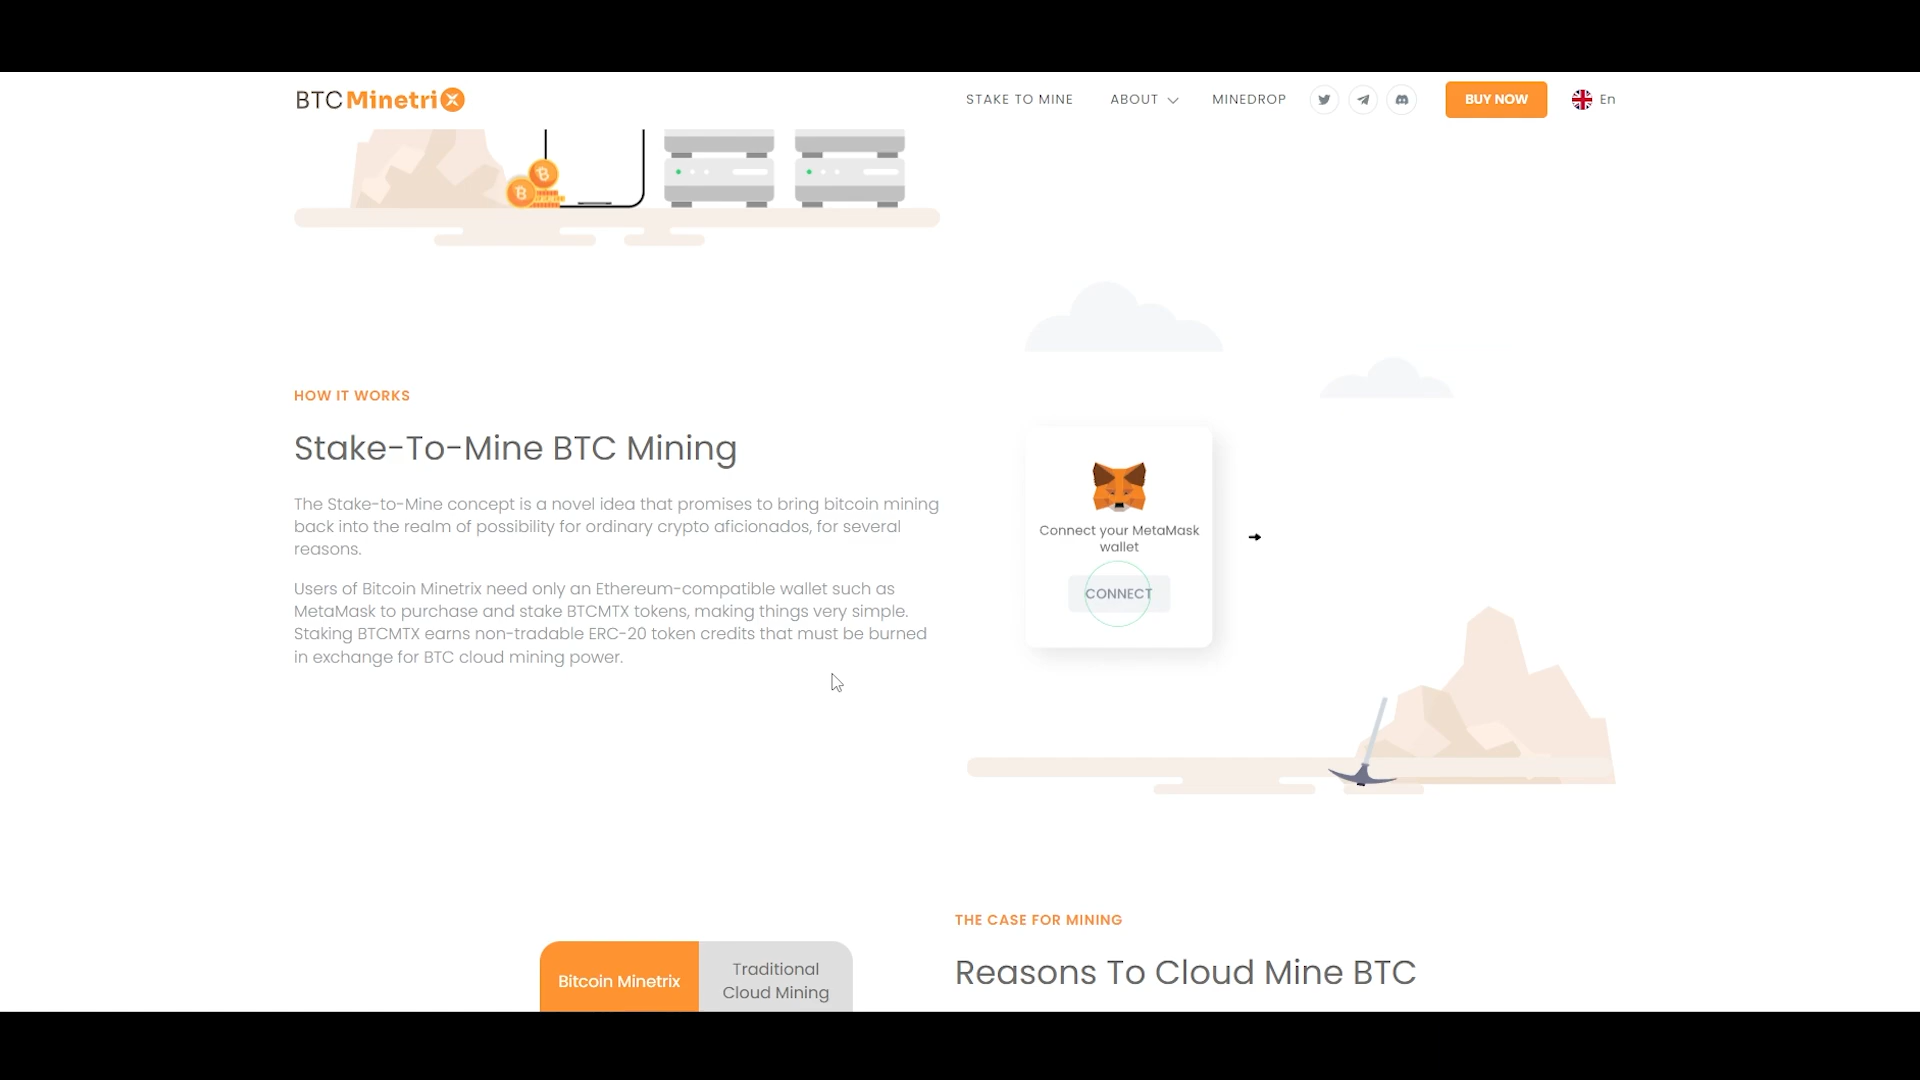 BTCMinetriX
STAKE TO MINE
ABOUT
MINEDROP
BUY NOW
En
HOW IT WORKS
Stake-To-Mine BTC Mining
The Stake-to-Mine concept is a novel idea that promises to bring bitcoin mining
back into the realm of possibility for ordinary crypto aficionados, for several
reasons.
Users of Bitcoin Minetrix need only an Ethereum-compatible wallet such as
MetaMask to purchase and stake BTCMTX tokens, making things very simple.
Staking BTCMTX earns non-tradable ERC-20 token credits that must be burned
in exchange for BTC cloud mining power.
Connect your MetaMask
wallet
CONNECT
THE CASE FOR MINING
Reasons To Cloud Mine BTC
Bitcoin Minetrix
Traditional
Cloud Mining